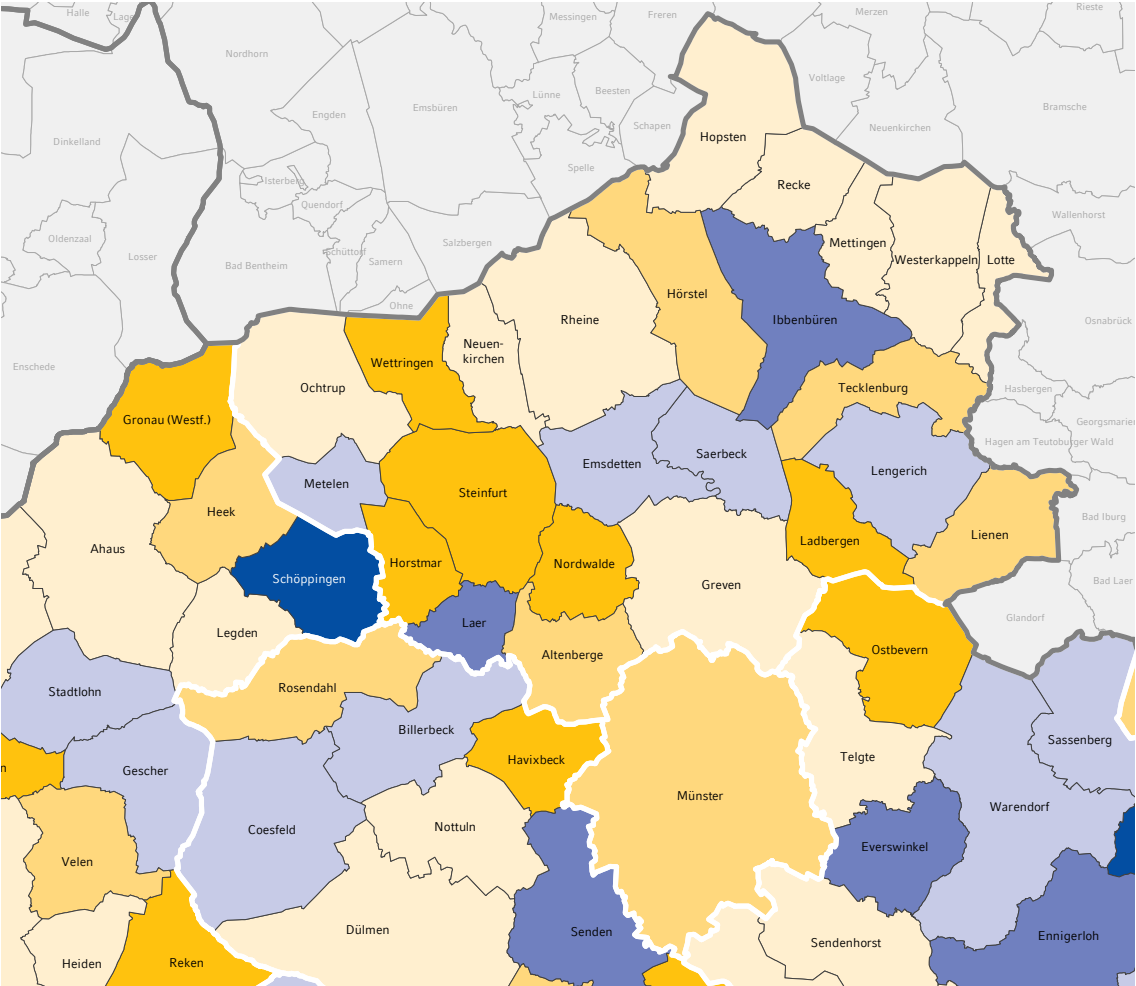 Halle
Lage
Messingen
Freren
Merzen
Rieste
Nordhorn
Voltlage
Lünne
Beesten
Emsbüren
Bramsche
Engden
Schapen
Neuenkirchen
Dinkelland
Hopsten
Spelle
Isterberg
Recke
Quendorf
Wallenhorst
Oldenzaal
Salzbergen
Mettingen
Losser
Schüttorf
Samern
Westerkappeln
Lotte
Bad Bentheim
Hörstel
Ohne
Rheine
Ibbenbüren
Osnabrück
Neuen-
kirchen
Enschede
Wettringen
Ochtrup
Tecklenburg
Hasbergen
Gronau (Westf.)
Georgsmarien
Hagen am Teutoburger Wald
Saerbeck
Emsdetten
Lengerich
Metelen
Steinfurt
Heek
Bad Iburg
Lienen
Ladbergen
Ahaus
Horstmar
Nordwalde
Schöppingen
Bad Laer
Greven
Glandorf
Laer
Legden
Ostbevern
Altenberge
Rosendahl
Stadtlohn
Billerbeck
Sassenberg
Telgte
Havixbeck
n
Gescher
Münster
Warendorf
Coesfeld
Nottuln
Everswinkel
Velen
Dülmen
Senden
Ennigerloh
Sendenhorst
Heiden
Reken